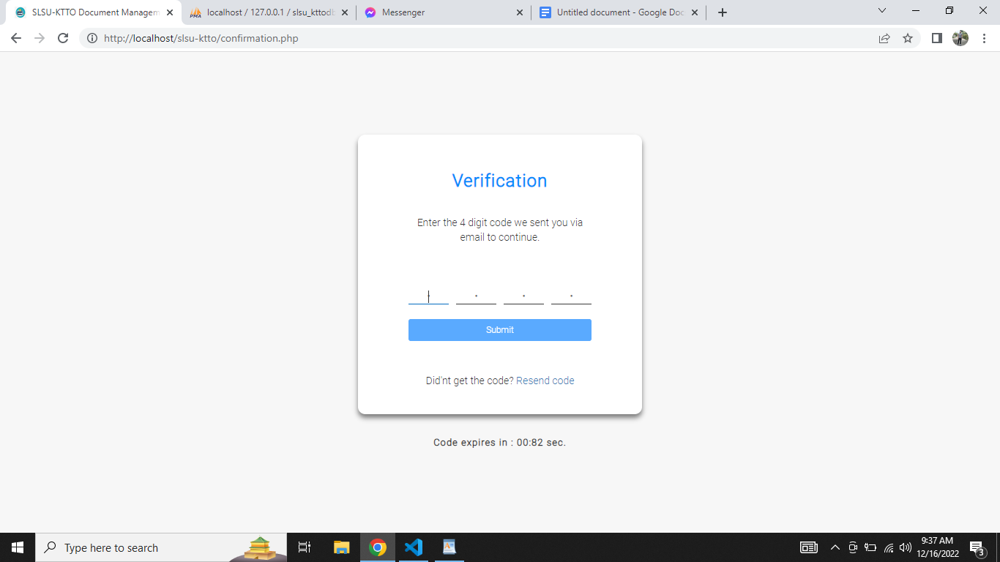 SLSU-KTTO Document Managem
localhost / 127.0.0.1 / slsu_kttodb
Messenger
Untitled document - Google Doc
http://localhost/slsu-ktto/confirmation.php
Verification
Enter the 4 digit code we sent you via
email to continue.
Submit
Did'nt get the code? Resend code
Code expires in : 00:82 sec.
Type here to search
9:37 AM
12/16/2022
3